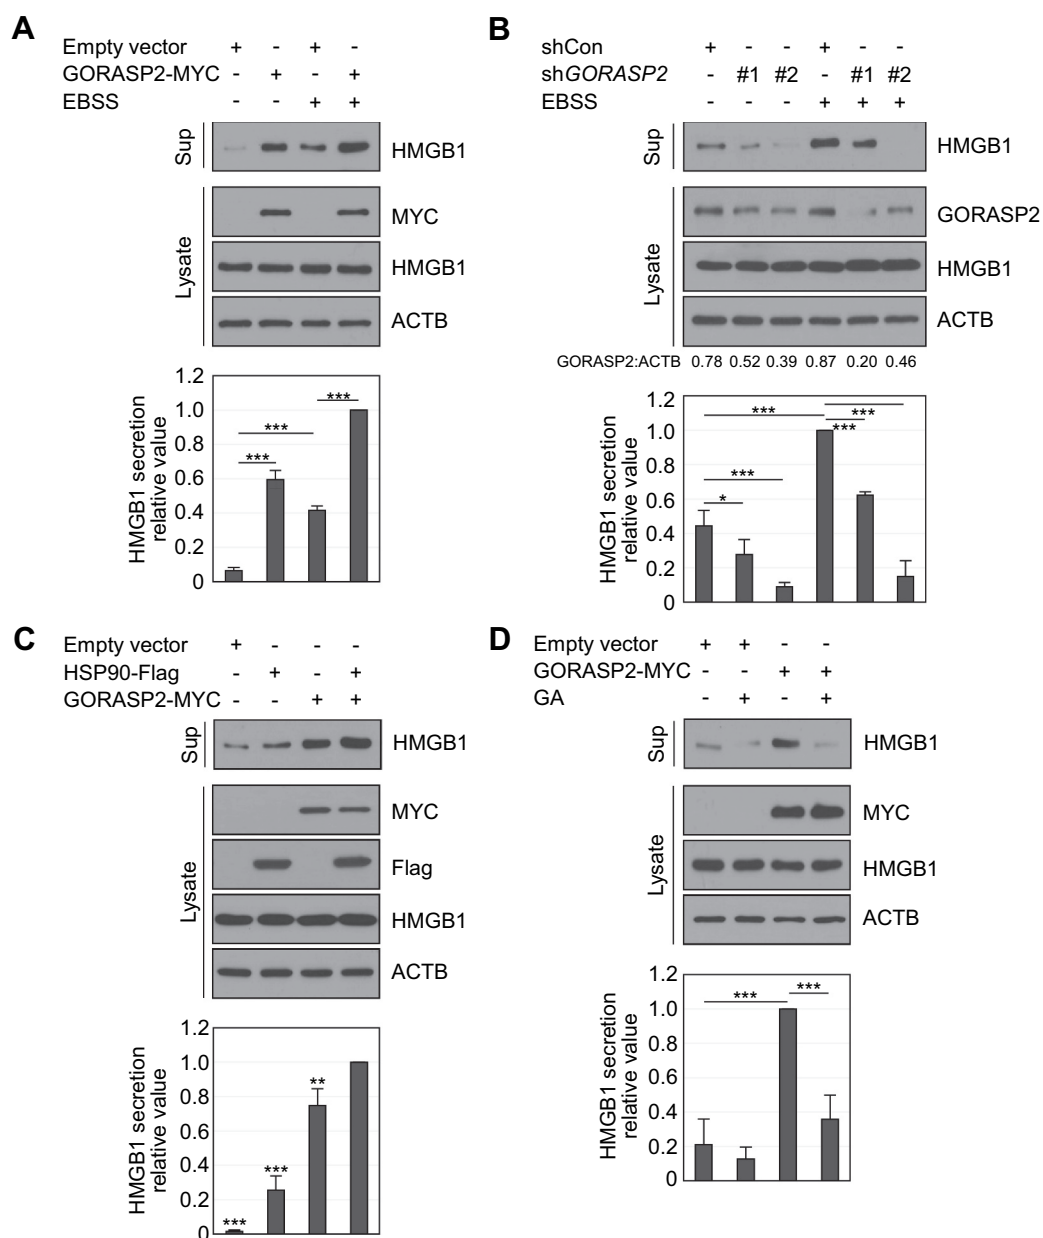 A
Empty vector + - + -
GORASP2-MYC - + - +
EBSS - - + +
Sup
HMGB1
Lysate
MYC
HMGB1
ACTB
HMGB1 secretion
relative value
1.2
1.0
0.8
0.6
0.4
0.2
0
*** *** ***
B
shCon + - - + - -
shGORASP2 - #1 #2 - #1 #2
EBSS - - - + + +
Sup
HMGB1
Lysate
GORASP2
HMGB1
ACTB
GORASP2:ACTB 0.78 0.52 0.39 0.87 0.20 0.46
HMGB1 secretion
relative value
1.2
1.0
0.8
0.6
0.4
0.2
0
* *** *** *** ***
C
Empty vector + - - -
HSP90-Flag - + - +
GORASP2-MYC - - + +
Sup
HMGB1
Lysate
MYC
Flag
HMGB1
ACTB
HMGB1 secretion
relative value
1.2
1.0
0.8
0.6
0.4
0.2
0
*** *** **
D
Empty vector + + - -
GORASP2-MYC - - + +
GA - + - +
Sup
HMGB1
Lysate
MYC
HMGB1
ACTB
HMGB1 secretion
relative value
1.2
1.0
0.8
0.6
0.4
0.2
0
*** ***